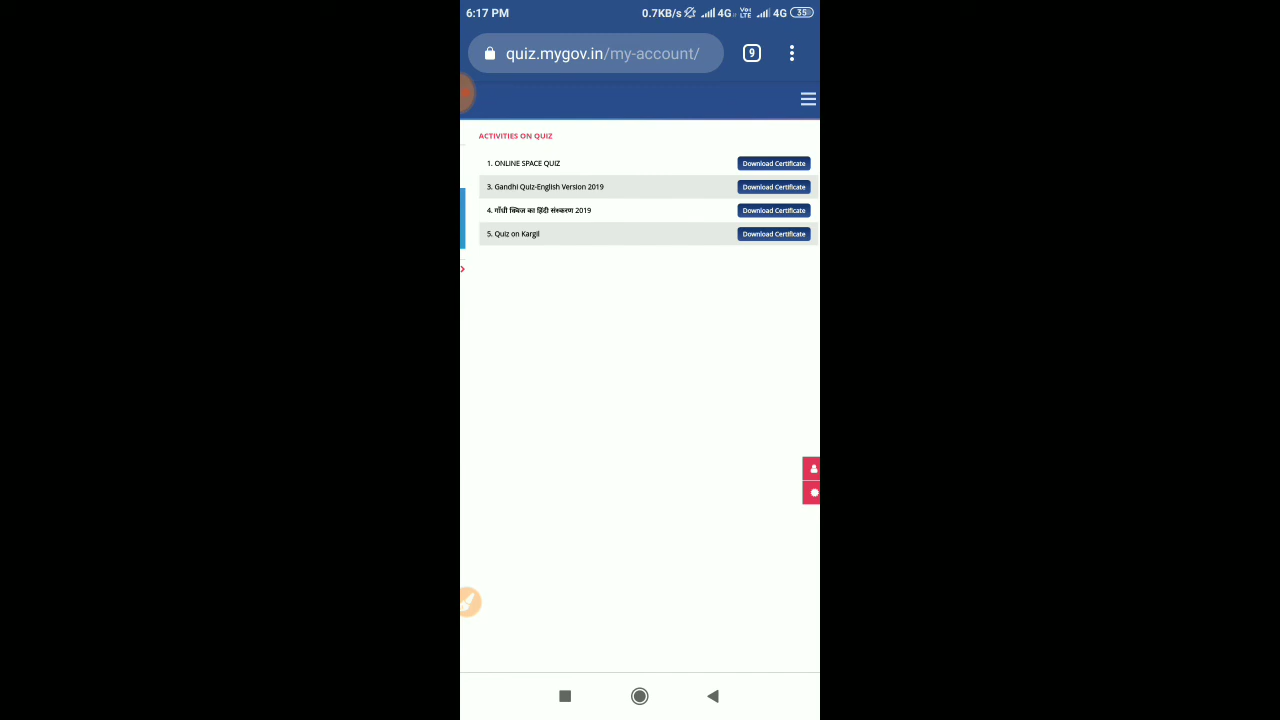 6:17 PM 0.7KB/s 4G Vo) LTE 4G 35
quiz.mygov.in/my-account/ 9
ACTIVITIES ON QUIZ
1. ONLINE SPACE QUIZ Download Certificate
3. Gandhi Quiz-English Version 2019 Download Certificate
4. गाँधी क्विज का हिंदी संस्करण 2019 Download Certificate
5. Quiz on Kargil Download Certificate